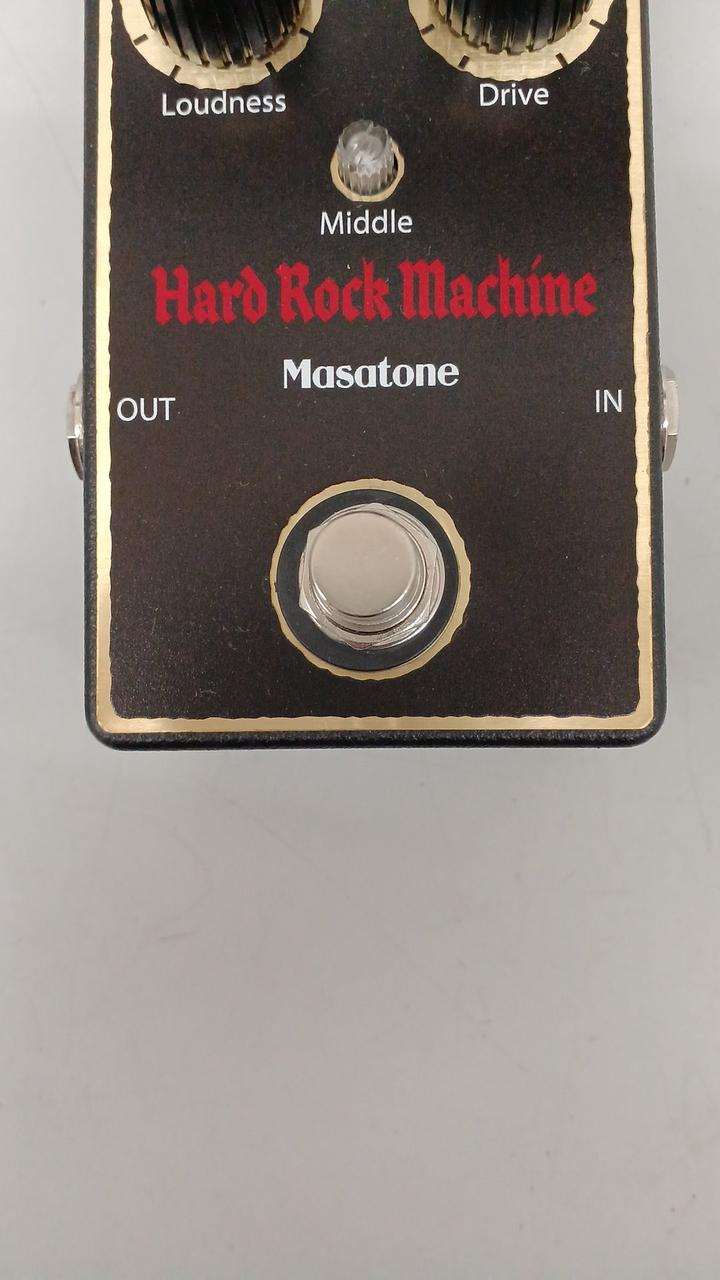 Loudness
Drive
Middle
Hard Rock Machine
Masatone
OUT
IN